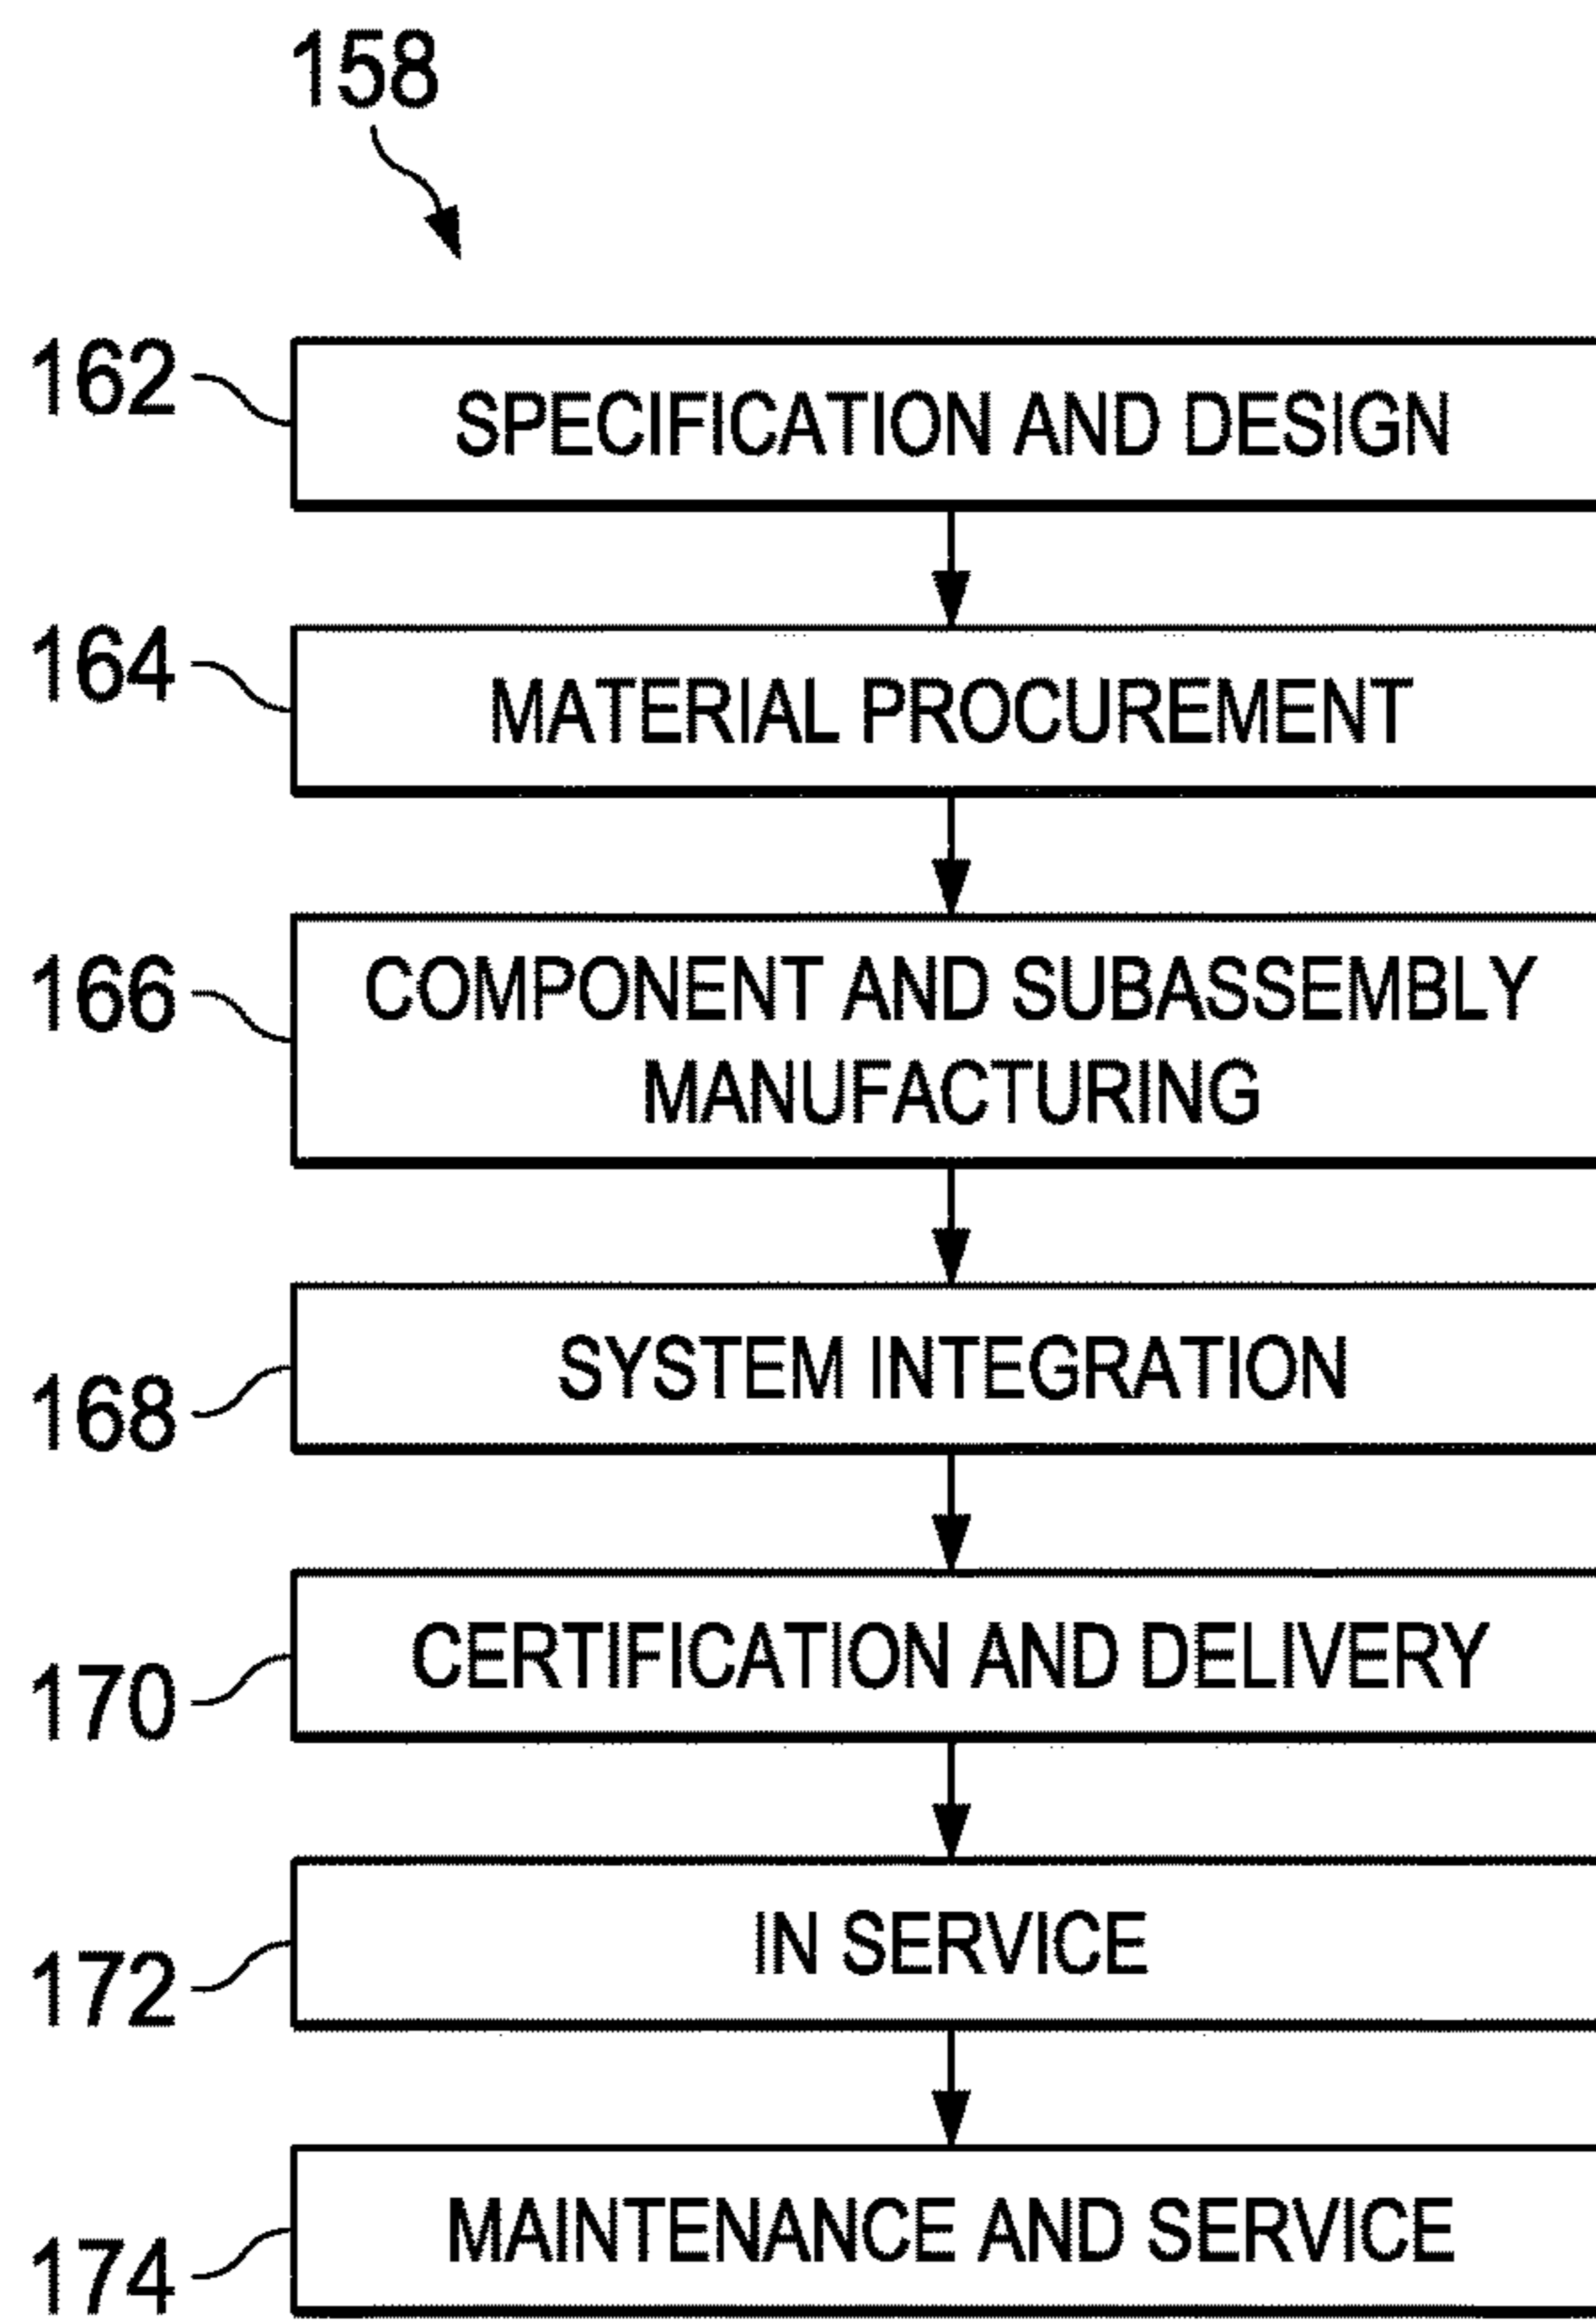 158
162
SPECIFICATION AND DESIGN
164
MATERIAL PROCUREMENT
166
COMPONENT AND SUBASSEMBLY
MANUFACTURING
168
SYSTEM INTEGRATION
170
CERTIFICATION AND DELIVERY
172
IN SERVICE
174
MAINTENANCE AND SERVICE